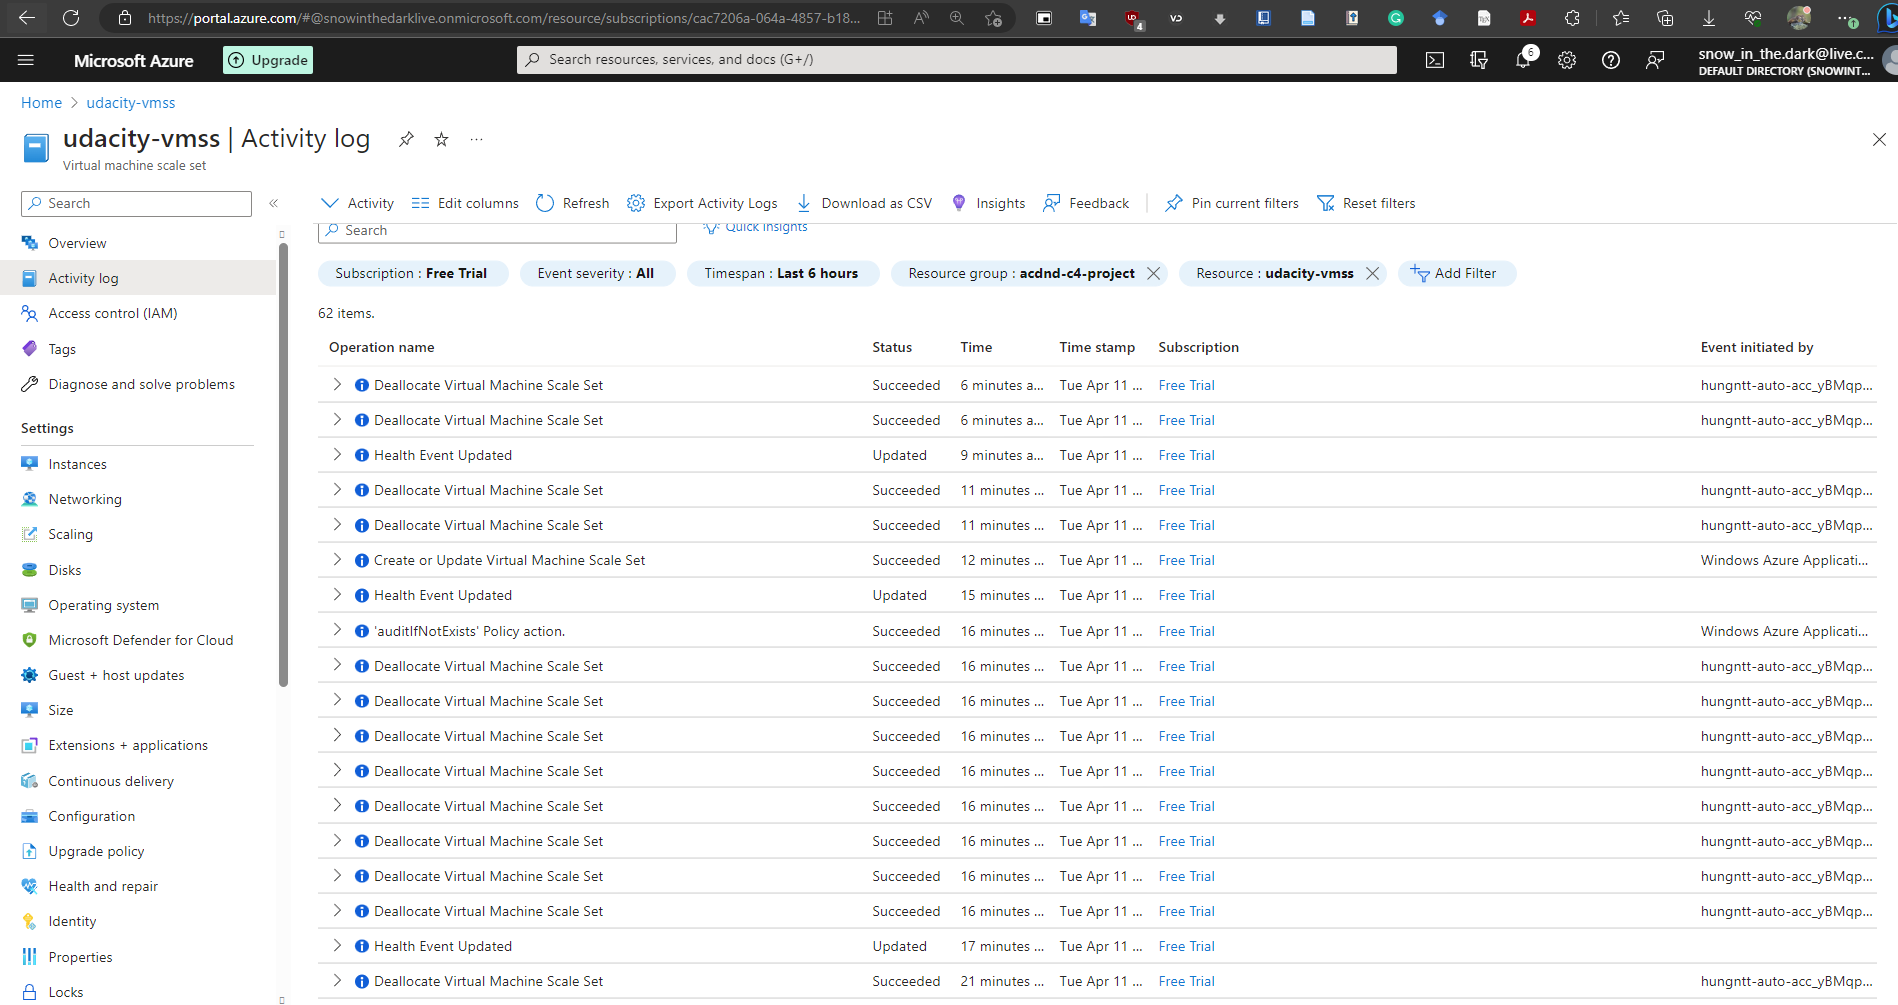 https://portal.azure.com/#@snowinthedarklive.onmicrosoft.com/resource/subscriptions/cac7206a-064a-4857-b18...
Microsoft Azure
Upgrade
Search resources, services, and docs (G+/)
6
snow_in_the_dark@live.c...
DEFAULT DIRECTORY (SNOWINT...
Home > udacity-vmss
udacity-vmss | Activity log
Virtual machine scale set
Search
Overview
Activity log
Access control (IAM)
Tags
Diagnose and solve problems
Settings
Instances
Networking
Scaling
Disks
Operating system
Microsoft Defender for Cloud
Guest + host updates
Size
Extensions + applications
Continuous delivery
Configuration
Upgrade policy
Health and repair
Identity
Properties
Locks
Activity Edit columns Refresh Export Activity Logs Download as CSV Insights Feedback Pin current filters Reset filters
Search Quick Insights
Subscription : Free Trial Event severity : All Timespan : Last 6 hours Resource group : acdnd-c4-project Resource : udacity-vmss Add Filter
62 items.
Operation name Status Time Time stamp Subscription Event initiated by
Deallocate Virtual Machine Scale Set Succeeded 6 minutes a... Tue Apr 11 ... Free Trial hungntt-auto-acc_yBMqp...
Deallocate Virtual Machine Scale Set Succeeded 6 minutes a... Tue Apr 11 ... Free Trial hungntt-auto-acc_yBMqp...
Health Event Updated Updated 9 minutes a... Tue Apr 11 ... Free Trial
Deallocate Virtual Machine Scale Set Succeeded 11 minutes ... Tue Apr 11 ... Free Trial hungntt-auto-acc_yBMqp...
Deallocate Virtual Machine Scale Set Succeeded 11 minutes ... Tue Apr 11 ... Free Trial hungntt-auto-acc_yBMqp...
Create or Update Virtual Machine Scale Set Succeeded 12 minutes ... Tue Apr 11 ... Free Trial Windows Azure Applicati...
Health Event Updated Updated 15 minutes ... Tue Apr 11 ... Free Trial
'auditIfNotExists' Policy action. Succeeded 16 minutes ... Tue Apr 11 ... Free Trial Windows Azure Applicati...
Deallocate Virtual Machine Scale Set Succeeded 16 minutes ... Tue Apr 11 ... Free Trial hungntt-auto-acc_yBMqp...
Deallocate Virtual Machine Scale Set Succeeded 16 minutes ... Tue Apr 11 ... Free Trial hungntt-auto-acc_yBMqp...
Deallocate Virtual Machine Scale Set Succeeded 16 minutes ... Tue Apr 11 ... Free Trial hungntt-auto-acc_yBMqp...
Deallocate Virtual Machine Scale Set Succeeded 16 minutes ... Tue Apr 11 ... Free Trial hungntt-auto-acc_yBMqp...
Deallocate Virtual Machine Scale Set Succeeded 16 minutes ... Tue Apr 11 ... Free Trial hungntt-auto-acc_yBMqp...
Deallocate Virtual Machine Scale Set Succeeded 16 minutes ... Tue Apr 11 ... Free Trial hungntt-auto-acc_yBMqp...
Deallocate Virtual Machine Scale Set Succeeded 16 minutes ... Tue Apr 11 ... Free Trial hungntt-auto-acc_yBMqp...
Deallocate Virtual Machine Scale Set Succeeded 16 minutes ... Tue Apr 11 ... Free Trial hungntt-auto-acc_yBMqp...
Health Event Updated Updated 17 minutes ... Tue Apr 11 ... Free Trial
Deallocate Virtual Machine Scale Set Succeeded 21 minutes ... Tue Apr 11 ... Free Trial hungntt-auto-acc_yBMqp...